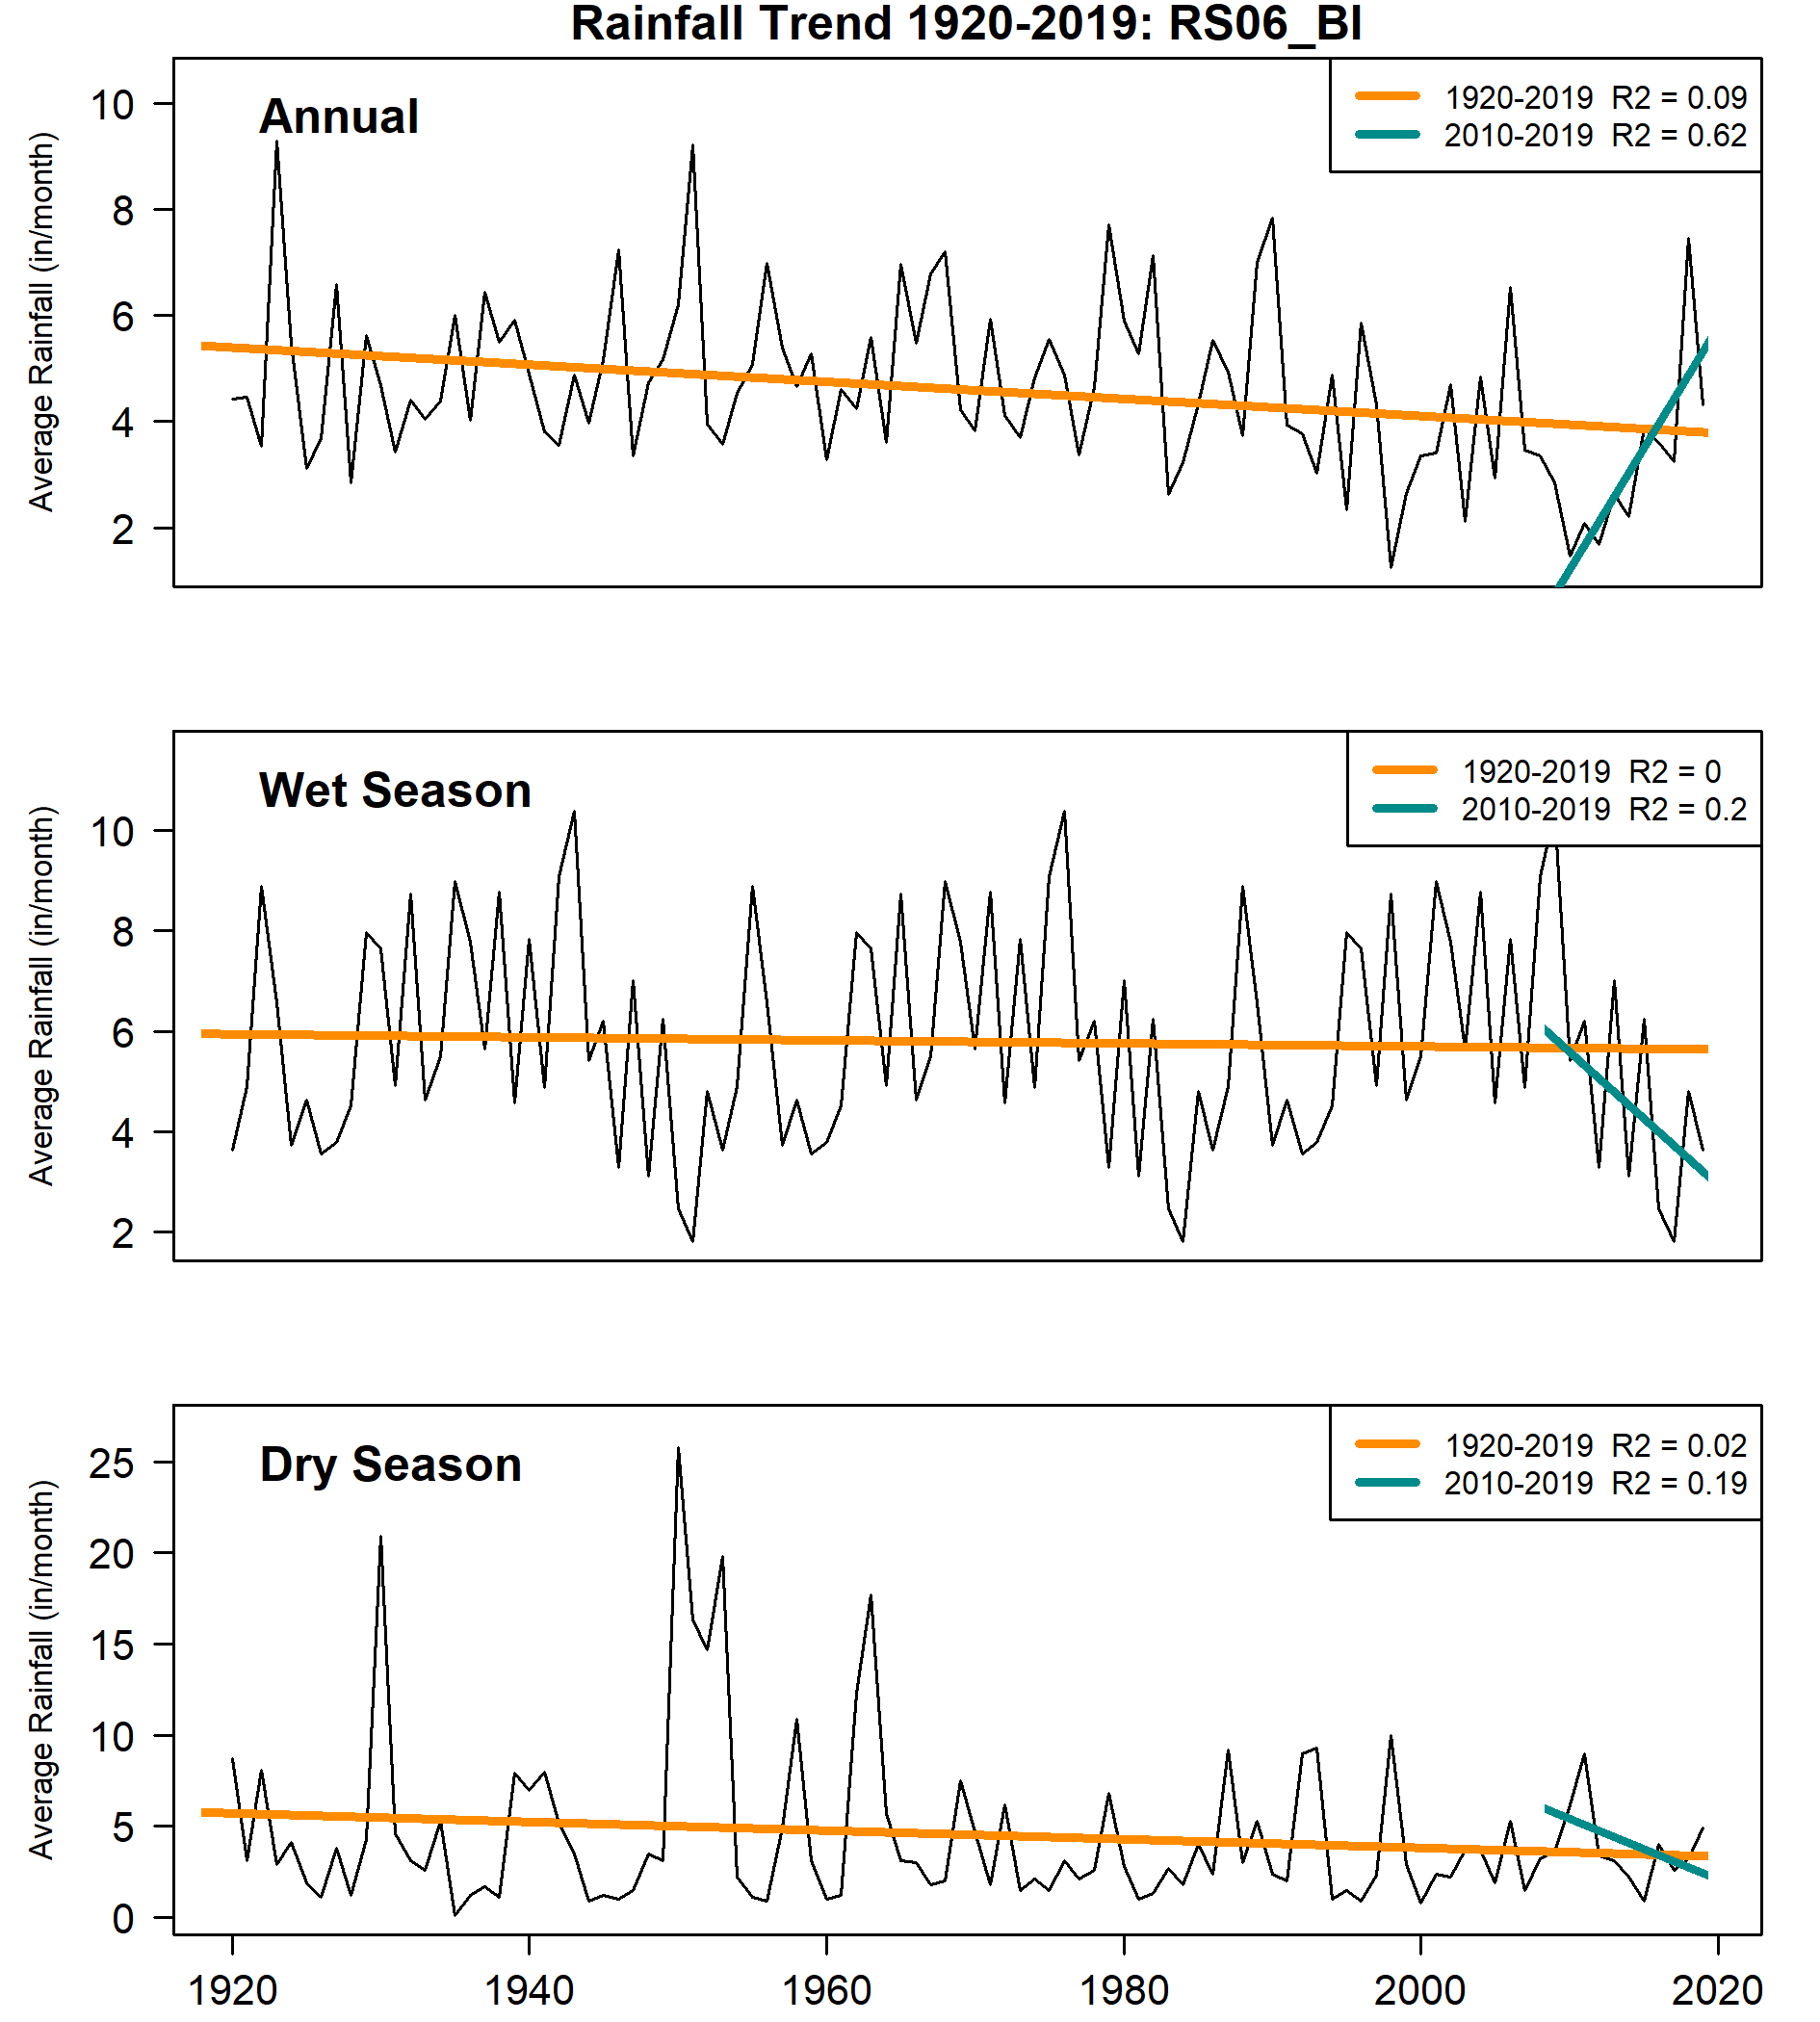 Rainfall Trend 1920-2019: RS06_BI
Annual
1920-2019 R2 = 0.09
2010-2019 R2 = 0.62
Average Rainfall (in/month)
10
8
6
4
2
Wet Season
1920-2019 R2 = 0
2010-2019 R2 = 0.2
Average Rainfall (in/month)
10
8
6
4
2
Dry Season
1920-2019 R2 = 0.02
2010-2019 R2 = 0.19
Average Rainfall (in/month)
25
20
15
10
5
0
1920 1940 1960 1980 2000 2020